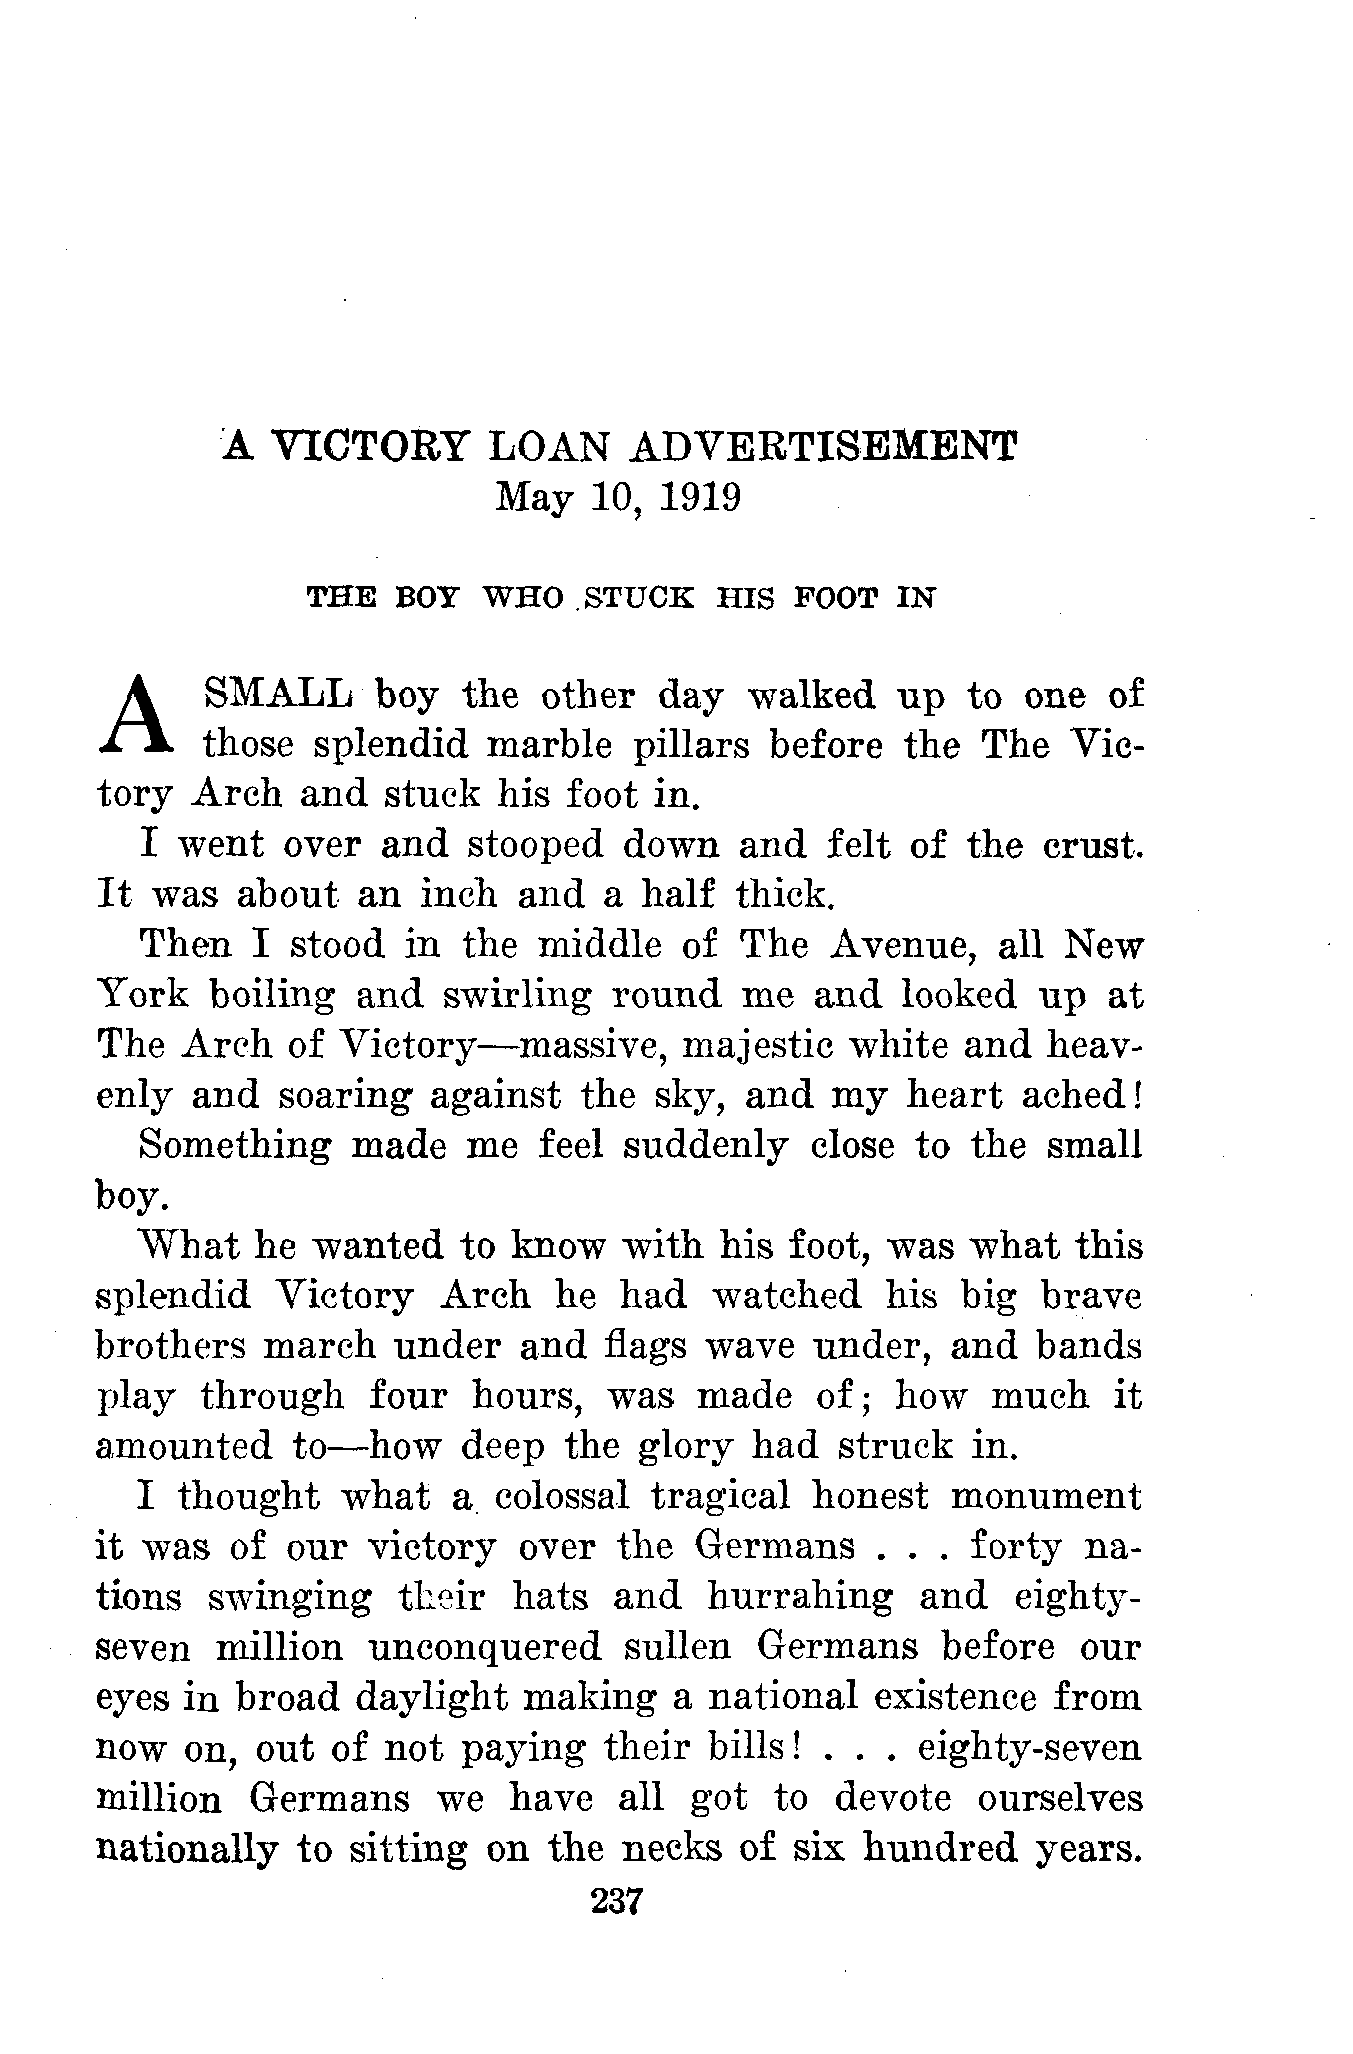 A VICTORY LOAN ADVERTISEMENT
May 10, 1919
THE BOY WHO STUCK HIS FOOT IN
A SMALL boy the other day walked up to one of
those splendid marble pillars before the The Vic-
tory Arch and stuck his foot in.
I went over and stooped down and felt of the crust.
It was about an inch and a half thick.
Then I stood in the middle of The Avenue, all New
York boiling and swirling round me and looked up at
The Arch of Victory—massive, majestic white and heav-
enly and soaring against the sky, and my heart ached!
Something made me feel suddenly close to the small
boy.
What he wanted to know with his foot, was what this
splendid Victory Arch he had watched his big brave
brothers march under and flags wave under, and bands
play through four hours, was made of; how much it
amounted to—how deep the glory had struck in.
I thought what a colossal tragical honest monument
it was of our victory over the Germans . . . forty na-
tions swinging their hats and hurrahing and eighty-
seven million unconquered sullen Germans before our
eyes in broad daylight making a national existence from
now on, out of not paying their bills! . . . eighty-seven
million Germans we have all got to devote ourselves
nationally to sitting on the necks of six hundred years.
237